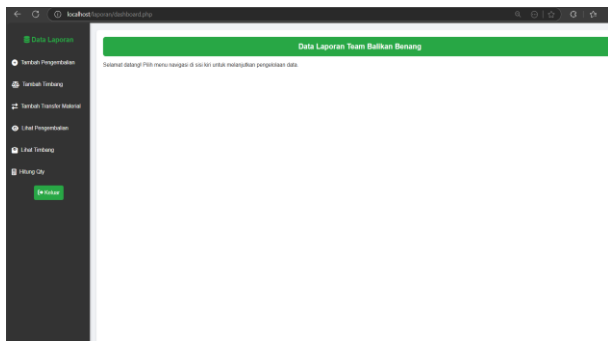 localhost/laporan/dashboard.php
Data Laporan
Tambah Pengembalian
Tambah Timbang
Tambah Transfer Material
Lihat Pengembalian
Lihat Timbang
Hitung Qty
Keluar
Data Laporan Team Balikan Benang
Selamat datang! Pilih menu navigasi di sisi kiri untuk melanjutkan pengelolaan data.